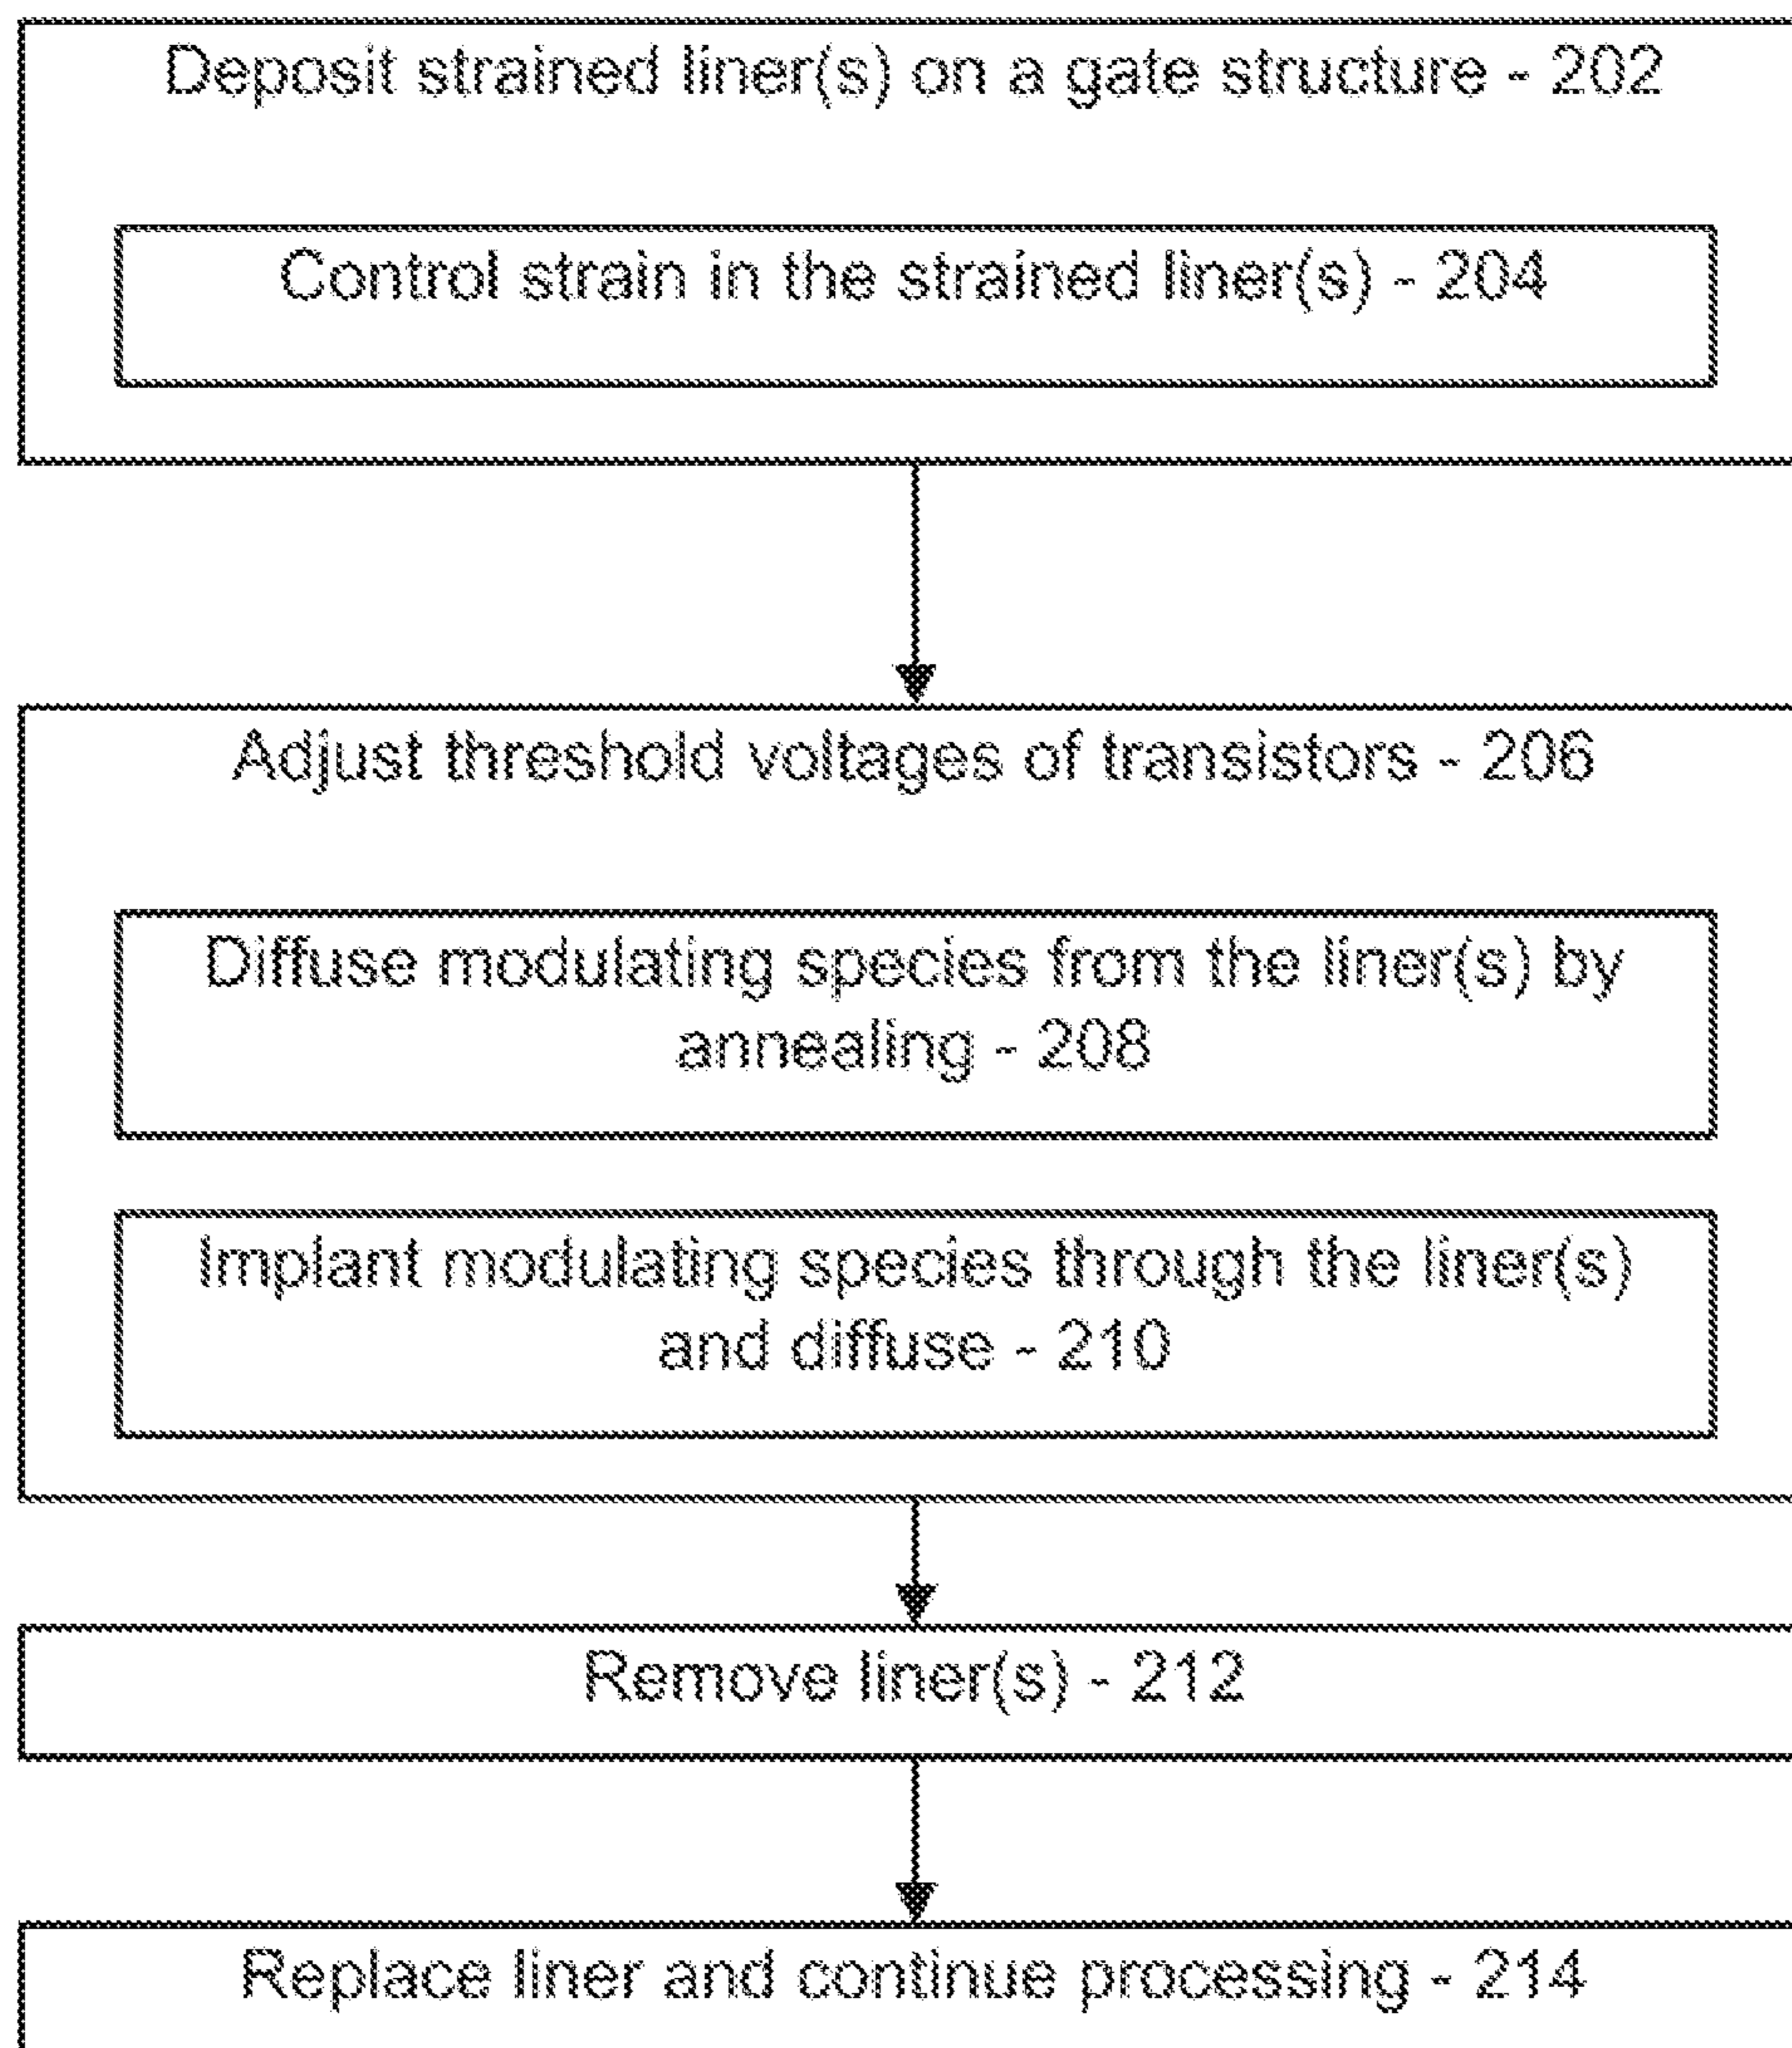 Deposit strained liner(s) on a gate structure - 202
Control strain in the strained liner(s) - 204
Adjust threshold voltages of transistors - 206
Diffuse modulating species from the liner(s) by
annealing - 208
Implant modulating species through the liner(s)
and diffuse - 210
Remove liner(s) - 212
Replace liner and continue processing - 214